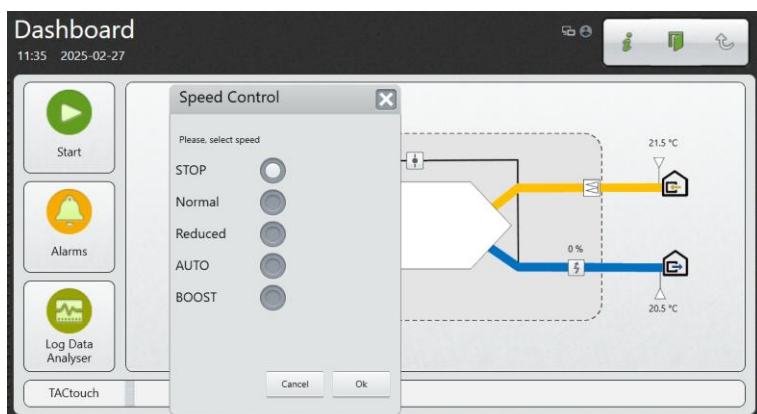 Dashboard
11:35 2025-02-27
i
Start
Alarms
Log Data
Analyser
TACtouch
Speed Control
Please, select speed
STOP
Normal
Reduced
AUTO
BOOST
Cancel Ok
21.5 °C
0 %
20.5 °C